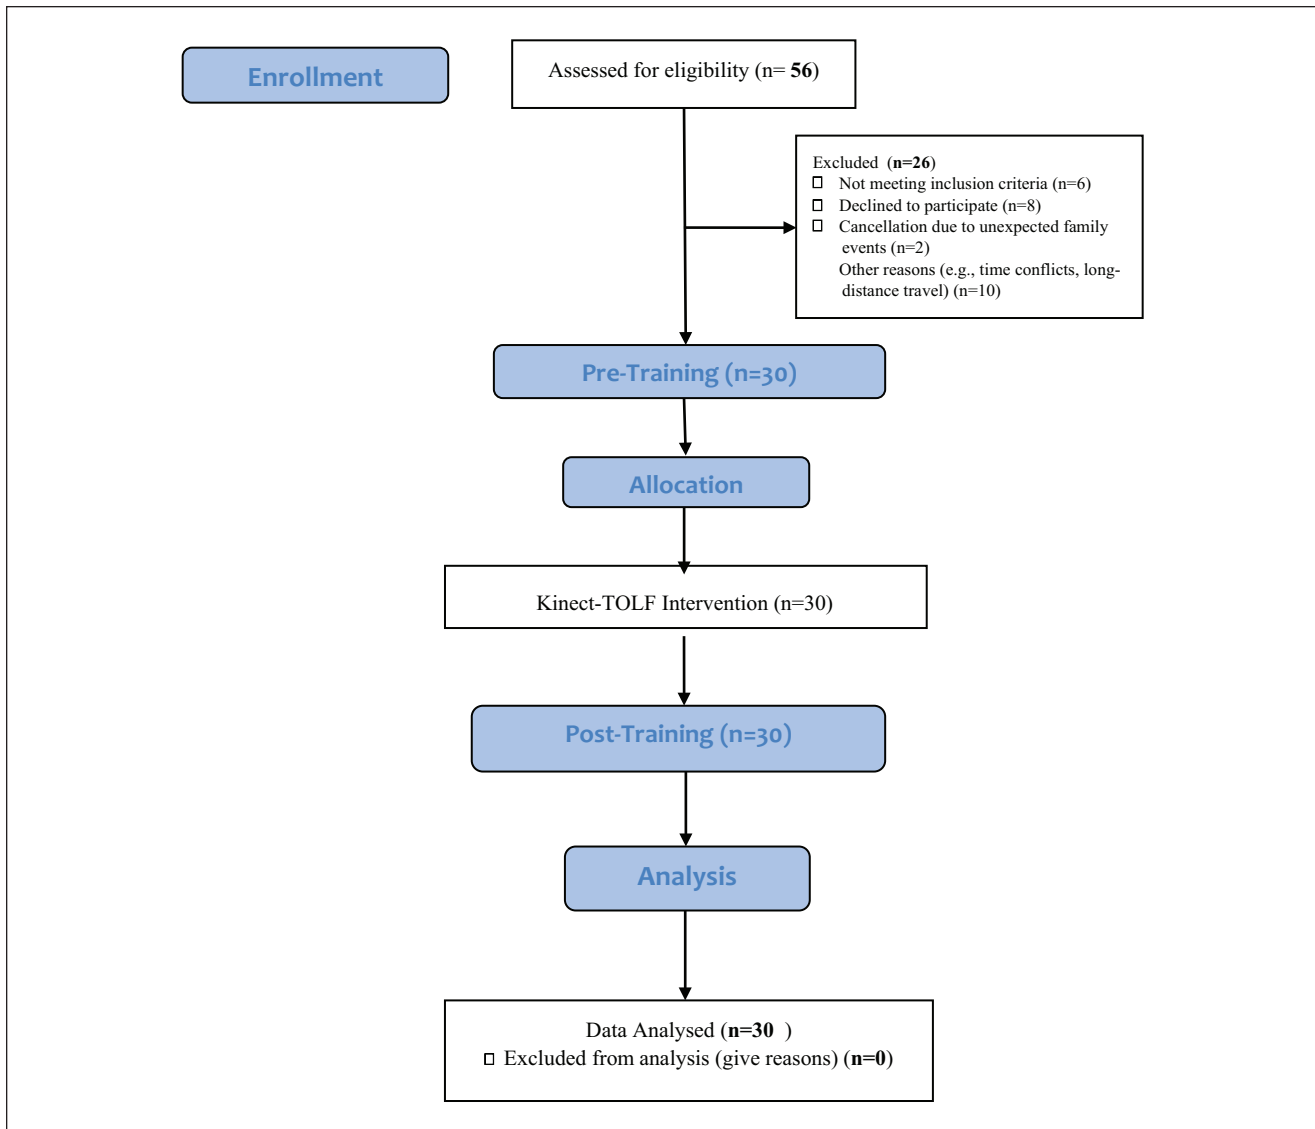 Enrollment
Assessed for eligibility (n= 56)
Excluded (n=26)
☐ Not meeting inclusion criteria (n=6)
☐ Declined to participate (n=8)
☐ Cancellation due to unexpected family
events (n=2)
Other reasons (e.g., time conflicts, long-
distance travel) (n=10)
Pre-Training (n=30)
Allocation
Kinect-TOLF Intervention (n=30)
Post-Training (n=30)
Analysis
Data Analysed (n=30 )
☐ Excluded from analysis (give reasons) (n=0)